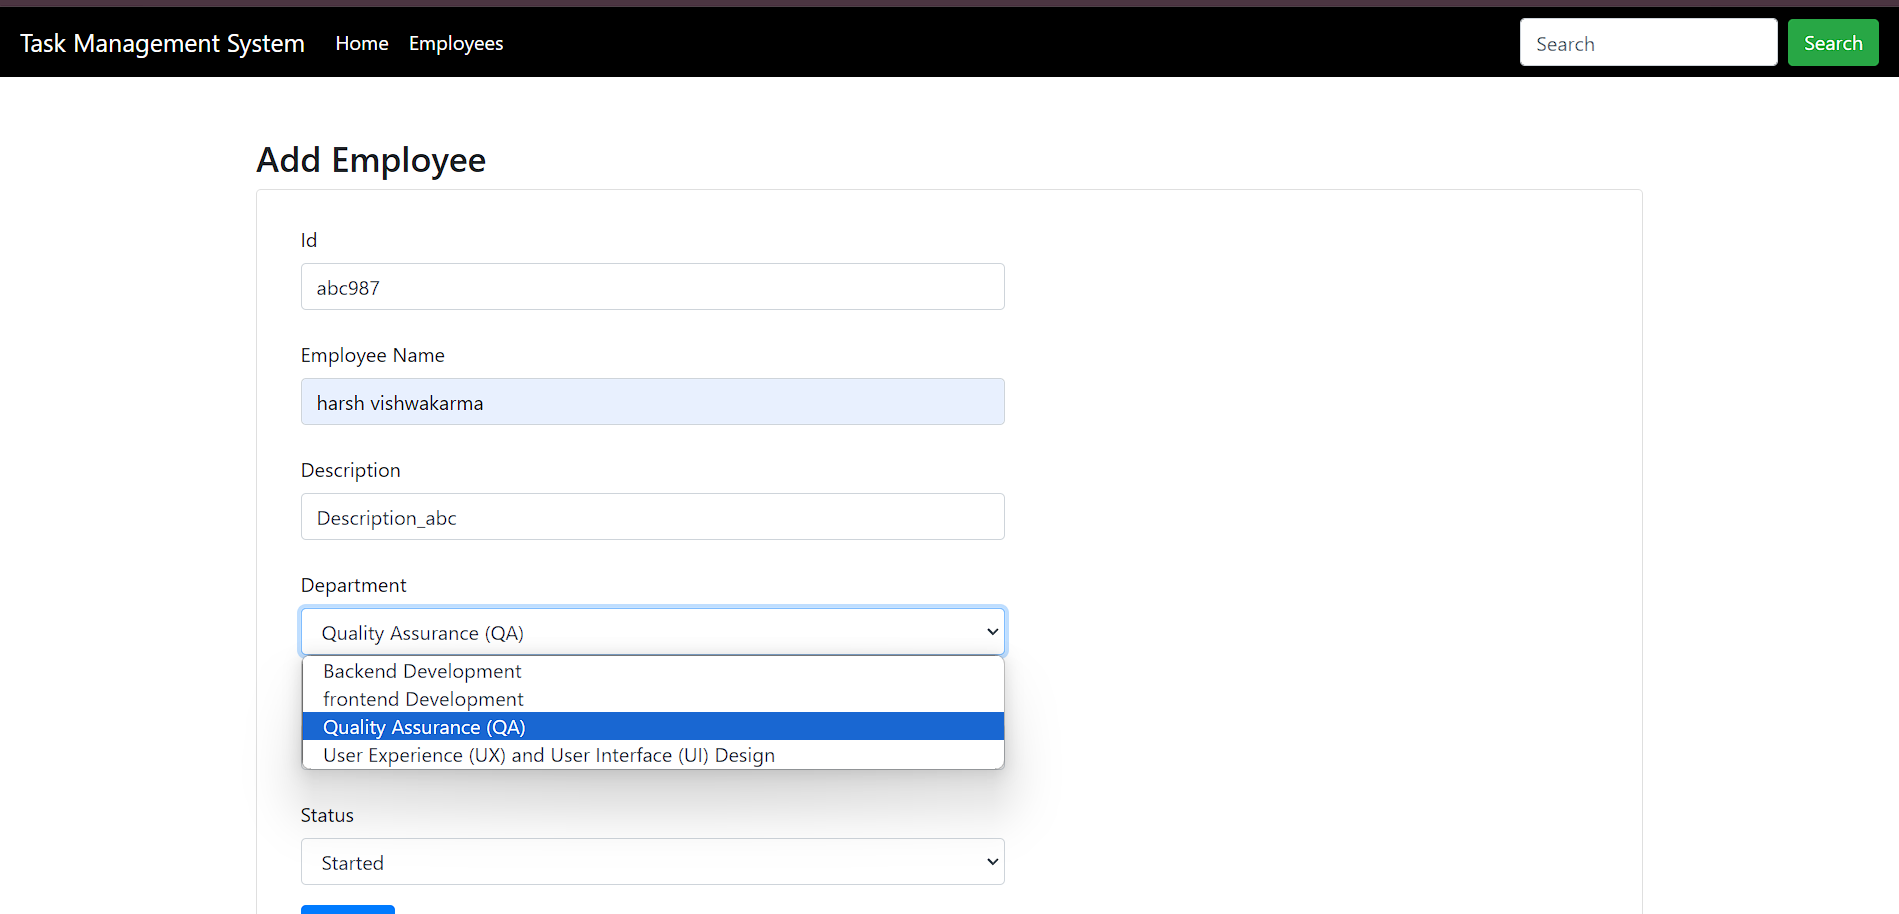 Task Management System Home Employees Search Search
Add Employee
Id
abc987
Employee Name
harsh vishwakarma
Description
Description_abc
Department
Quality Assurance (QA)
Backend Development
frontend Development
Quality Assurance (QA)
User Experience (UX) and User Interface (UI) Design
Status
Started